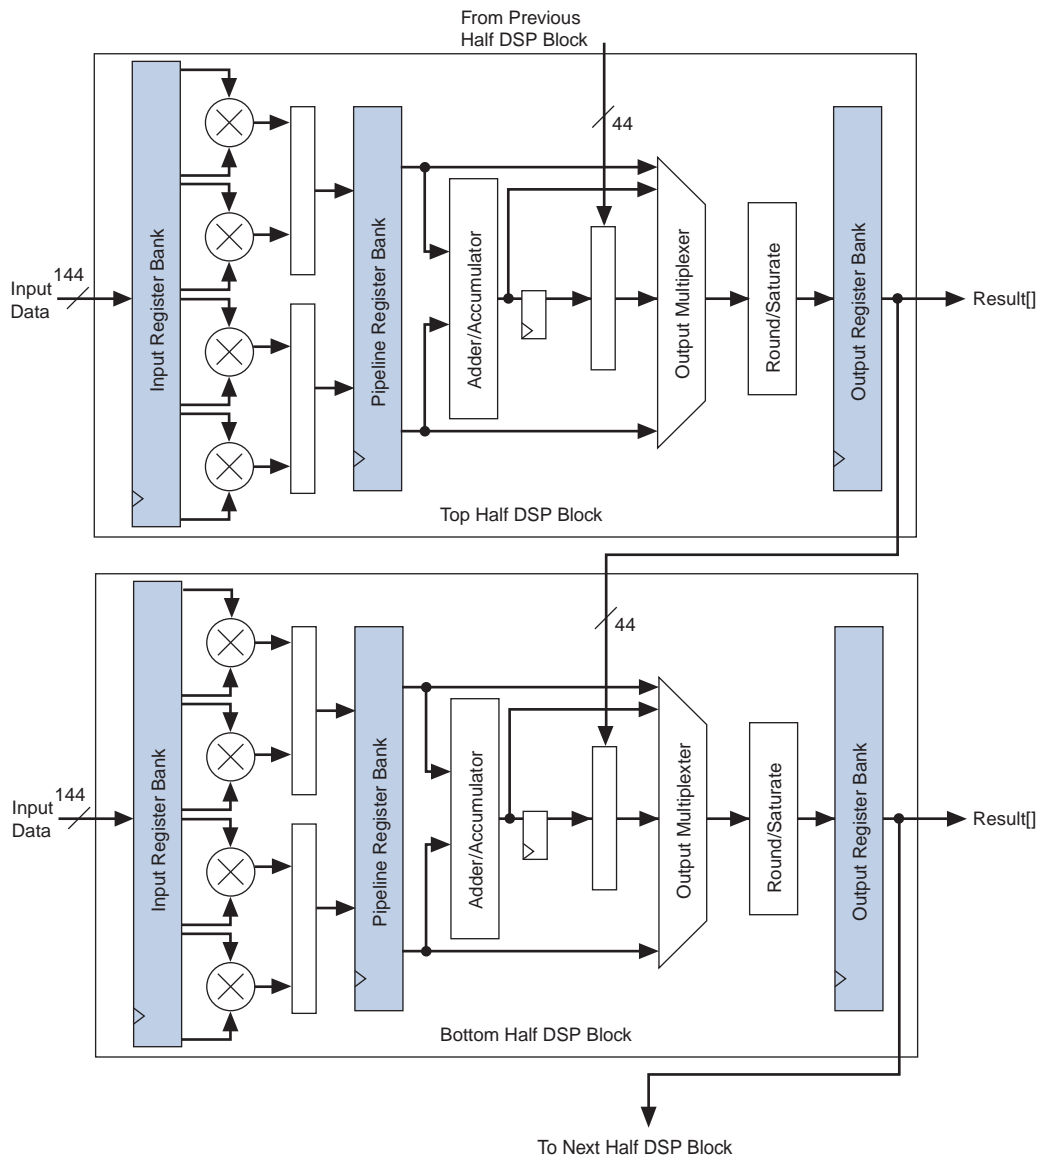 From Previous
Half DSP Block
44
144
Input
Data
Input Register Bank
Pipeline Register Bank
Adder/Accumulator
Output Multiplexer
Round/Saturate
Output Register Bank
Result[]
Top Half DSP Block
44
144
Input
Data
Input Register Bank
Pipeline Register Bank
Adder/Accumulator
Output Multiplexter
Round/Saturate
Output Register Bank
Result[]
Bottom Half DSP Block
To Next Half DSP Block